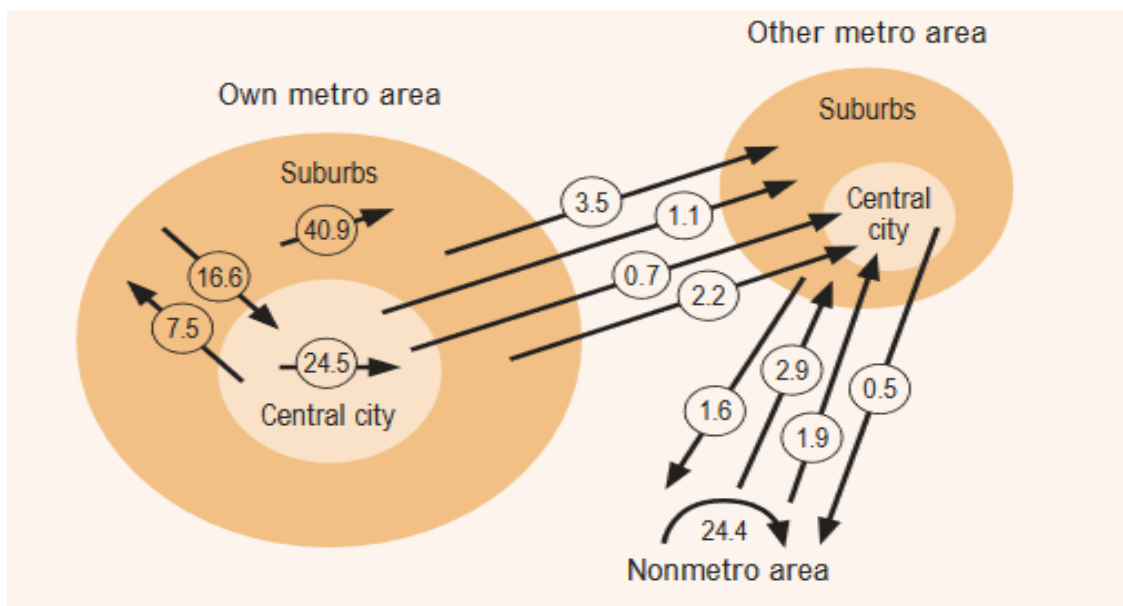 Other metro area
Own metro area
Suburbs
Suburbs
40.9
3.5
1.1
Central
city
16.6
0.7
2.2
7.5
24.5
Central city
1.6
2.9
1.9
0.5
24.4
Nonmetro area